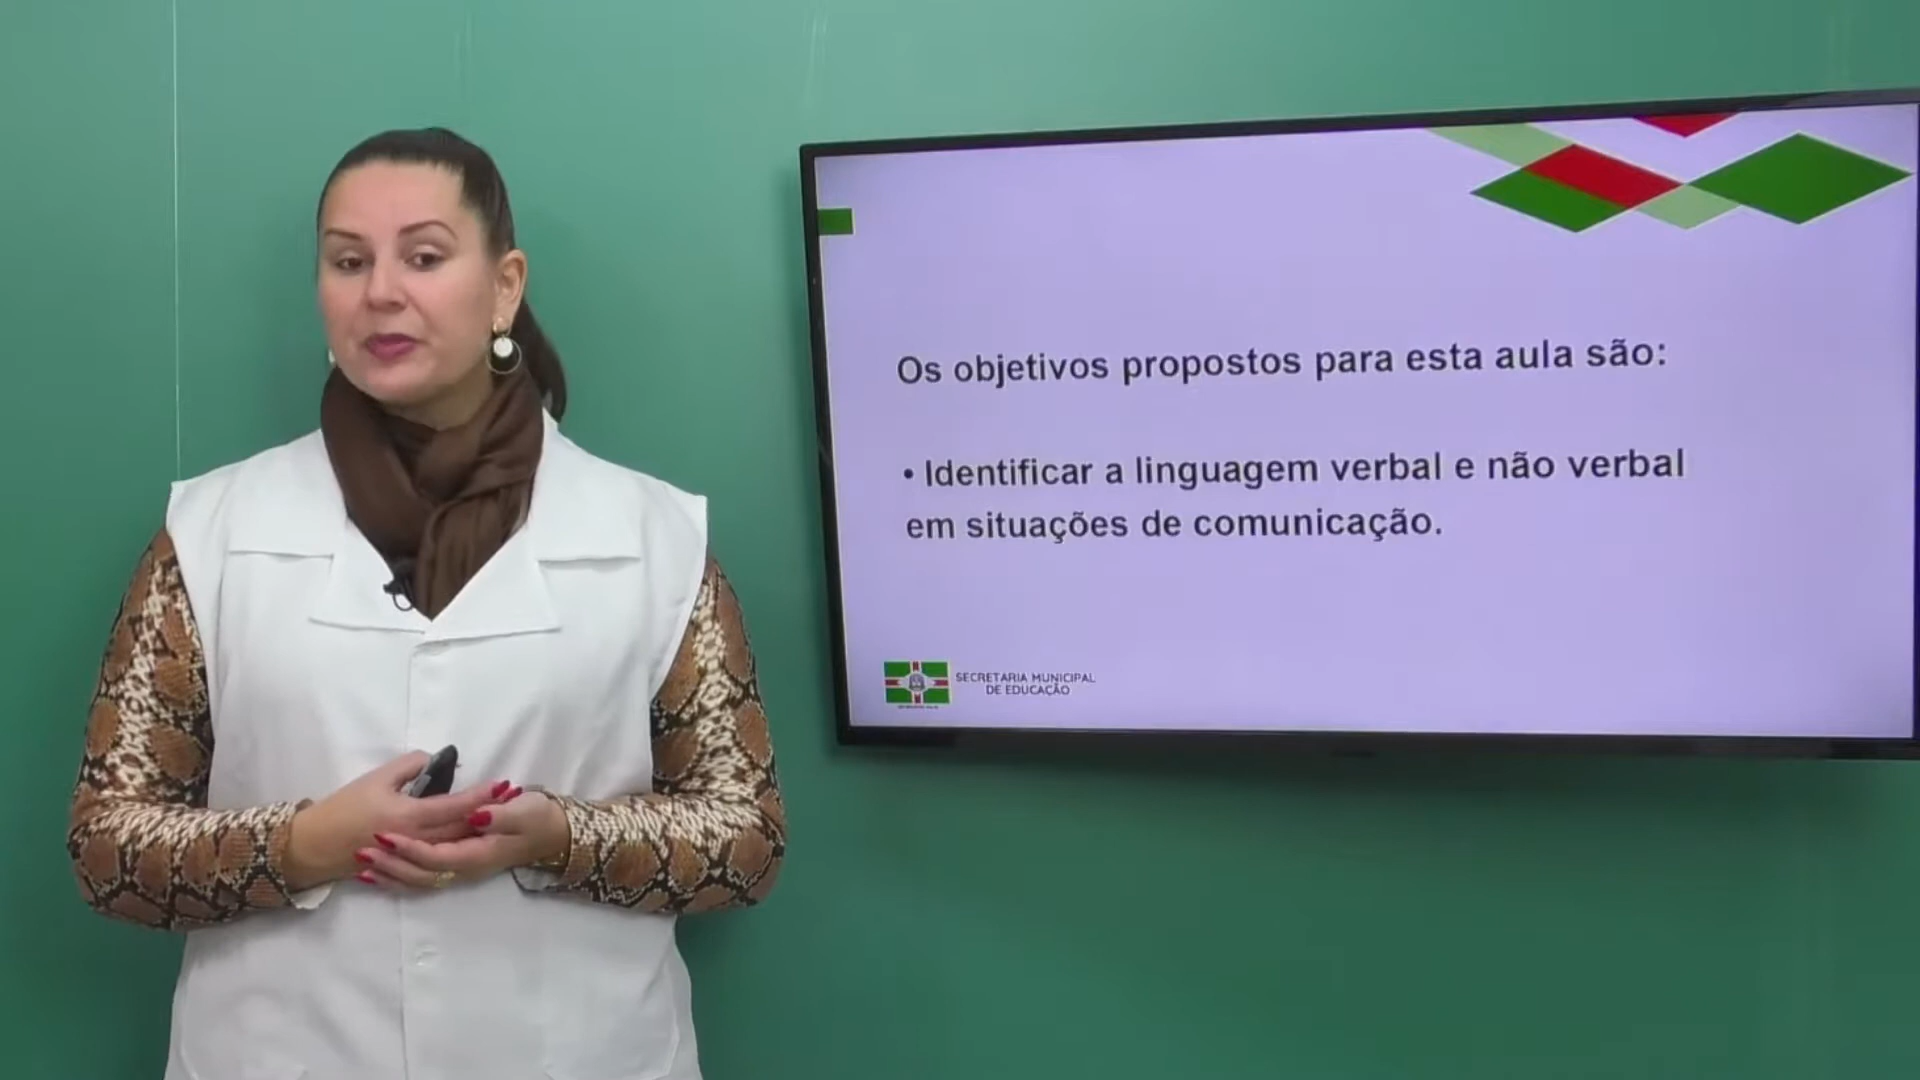 Os objetivos propostos para esta aula são:
• Identificar a linguagem verbal e não verbal
em situações de comunicação.
SECRETARIA MUNICIPAL
DE EDUCAÇÃO